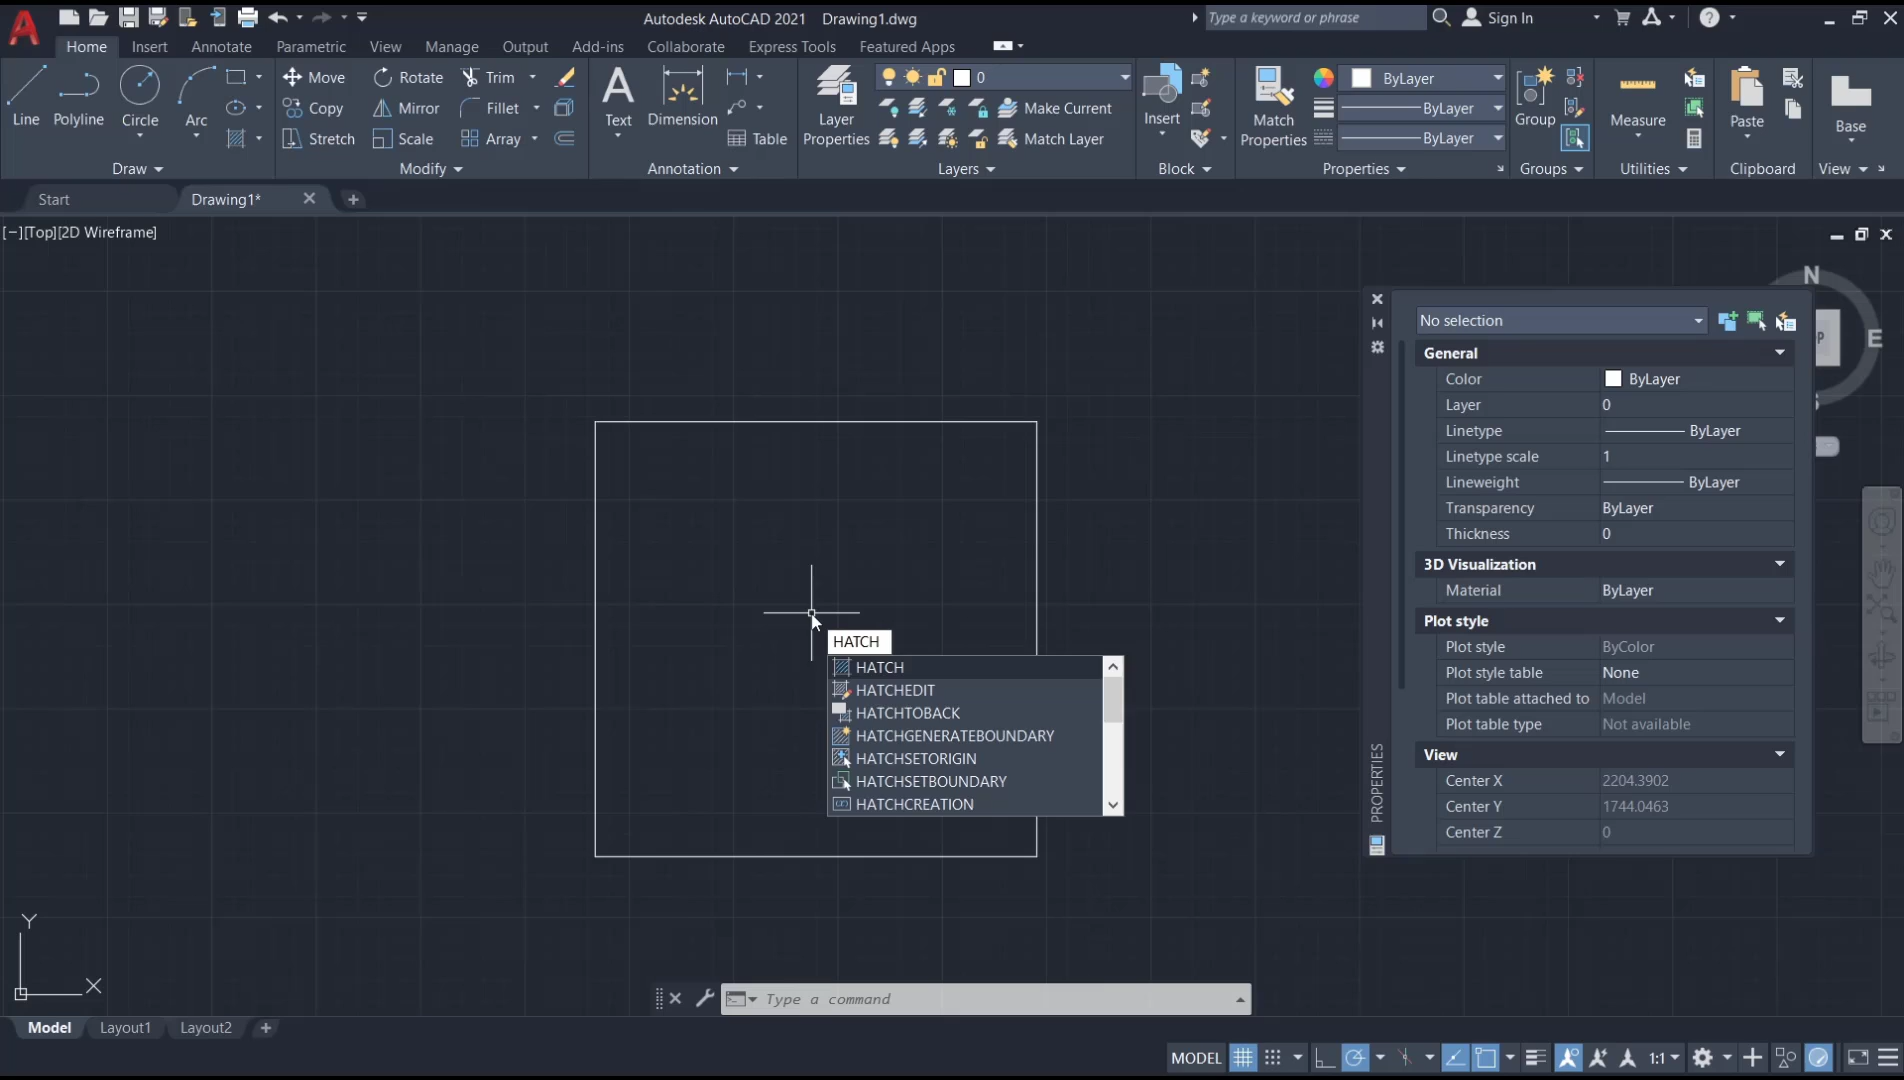 Autodesk AutoCAD 2021 Drawing1.dwg Type a keyword or phrase Sign In
Home Insert Annotate Parametric View Manage Output Add-ins Collaborate Express Tools Featured Apps
Line Polyline Circle Arc
Move Rotate Trim
Copy Mirror Fillet
Stretch Scale Array
Text Dimension Table
Layer Properties
0
Make Current
Match Layer
Insert
Match Properties
ByLayer
ByLayer
ByLayer
Group Measure Paste Base
Draw Modify Annotation Layers Block Properties Groups Utilities Clipboard View
Start Drawing1*
[−][Top][2D Wireframe]
N
E
HATCH
HATCH
HATCHEDIT
HATCHTOBACK
HATCHGENERATEBOUNDARY
HATCHSETORIGIN
HATCHSETBOUNDARY
HATCHCREATION
No selection
General
Color ByLayer
Layer 0
Linetype ByLayer
Linetype scale 1
Lineweight ByLayer
Transparency ByLayer
Thickness 0
3D Visualization
Material ByLayer
Plot style
Plot style ByColor
Plot style table None
Plot table attached to Model
Plot table type Not available
View
Center X 2204.3902
Center Y 1744.0463
Center Z 0
PROPERTIES
Y
X
Type a command
Model Layout1 Layout2
MODEL 1:1